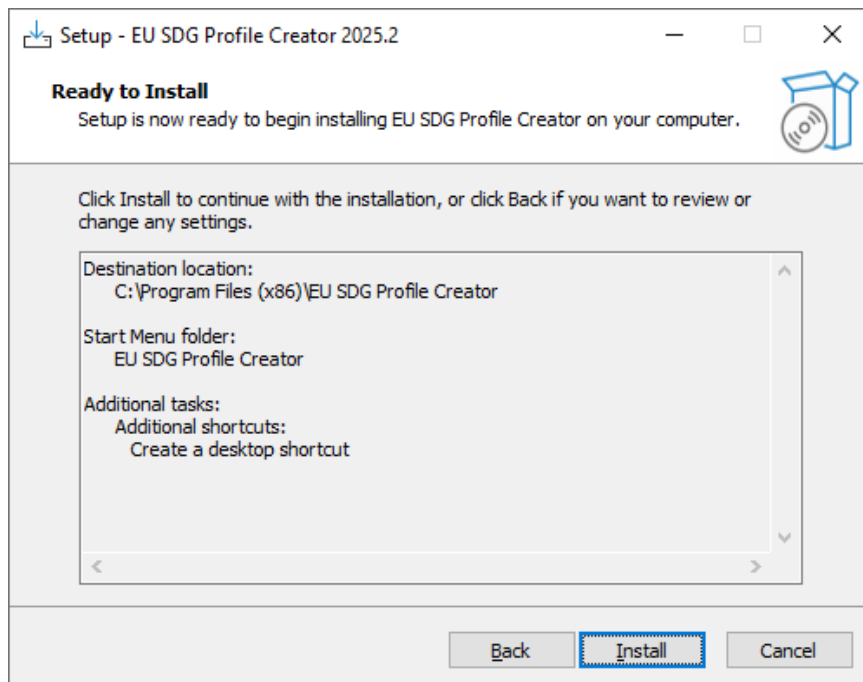 Setup - EU SDG Profile Creator 2025.2
Ready to Install
Setup is now ready to begin installing EU SDG Profile Creator on your computer.
Click Install to continue with the installation, or click Back if you want to review or
change any settings.
Destination location:
C:\Program Files (x86)\EU SDG Profile Creator
Start Menu folder:
EU SDG Profile Creator
Additional tasks:
Additional shortcuts:
Create a desktop shortcut
Back
Install
Cancel